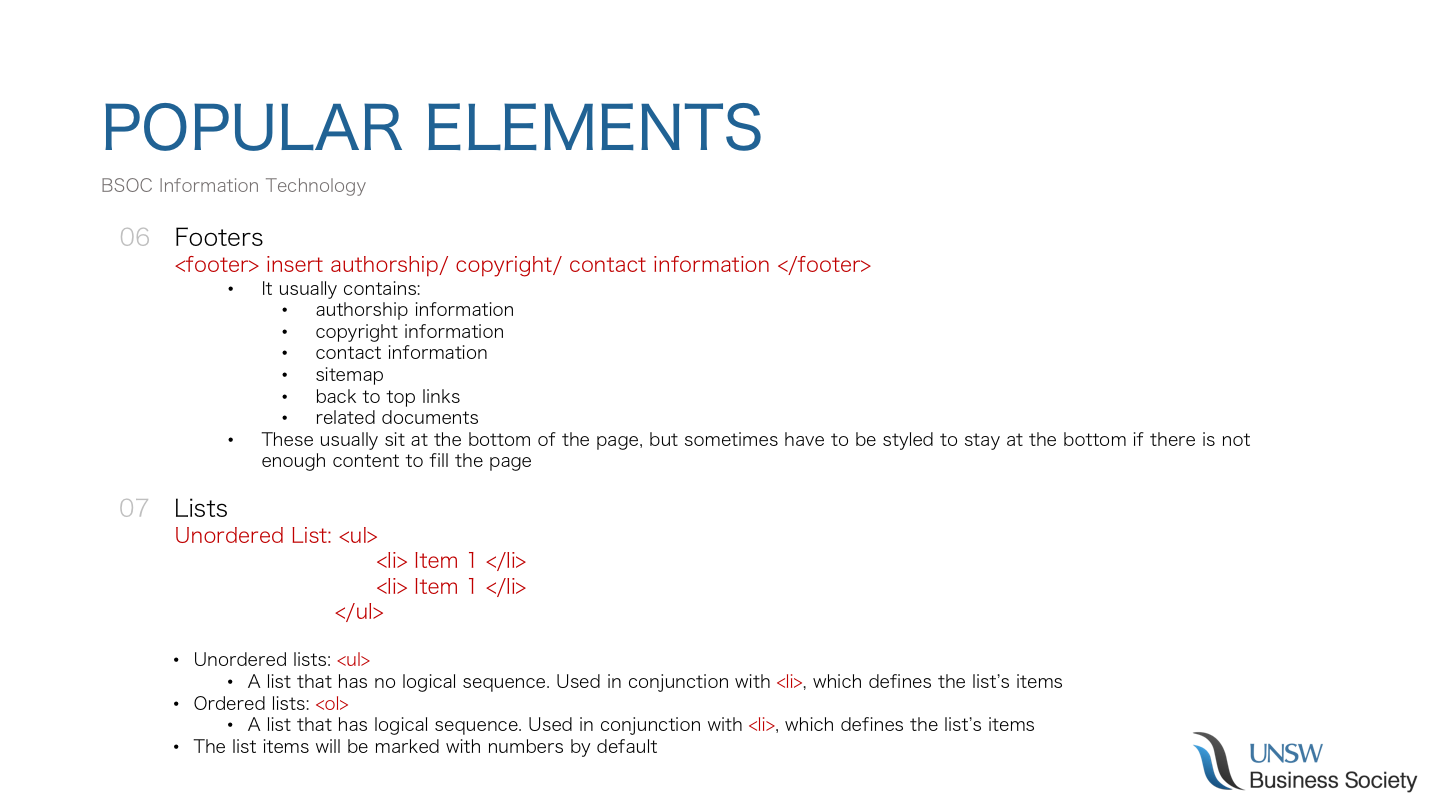 POPULAR ELEMENTS
BSOC Information Technology
06 Footers
<footer> insert authorship/ copyright/ contact information </footer>
• It usually contains:
• authorship information
• copyright information
• contact information
• sitemap
• back to top links
• related documents
• These usually sit at the bottom of the page, but sometimes have to be styled to stay at the bottom if there is not
enough content to fill the page
07 Lists
Unordered List: <ul>
<li> Item 1 </li>
<li> Item 1 </li>
</ul>
• Unordered lists: <ul>
• A list that has no logical sequence. Used in conjunction with <li>, which defines the list’s items
• Ordered lists: <ol>
• A list that has logical sequence. Used in conjunction with <li>, which defines the list’s items
• The list items will be marked with numbers by default
UNSW
Business Society